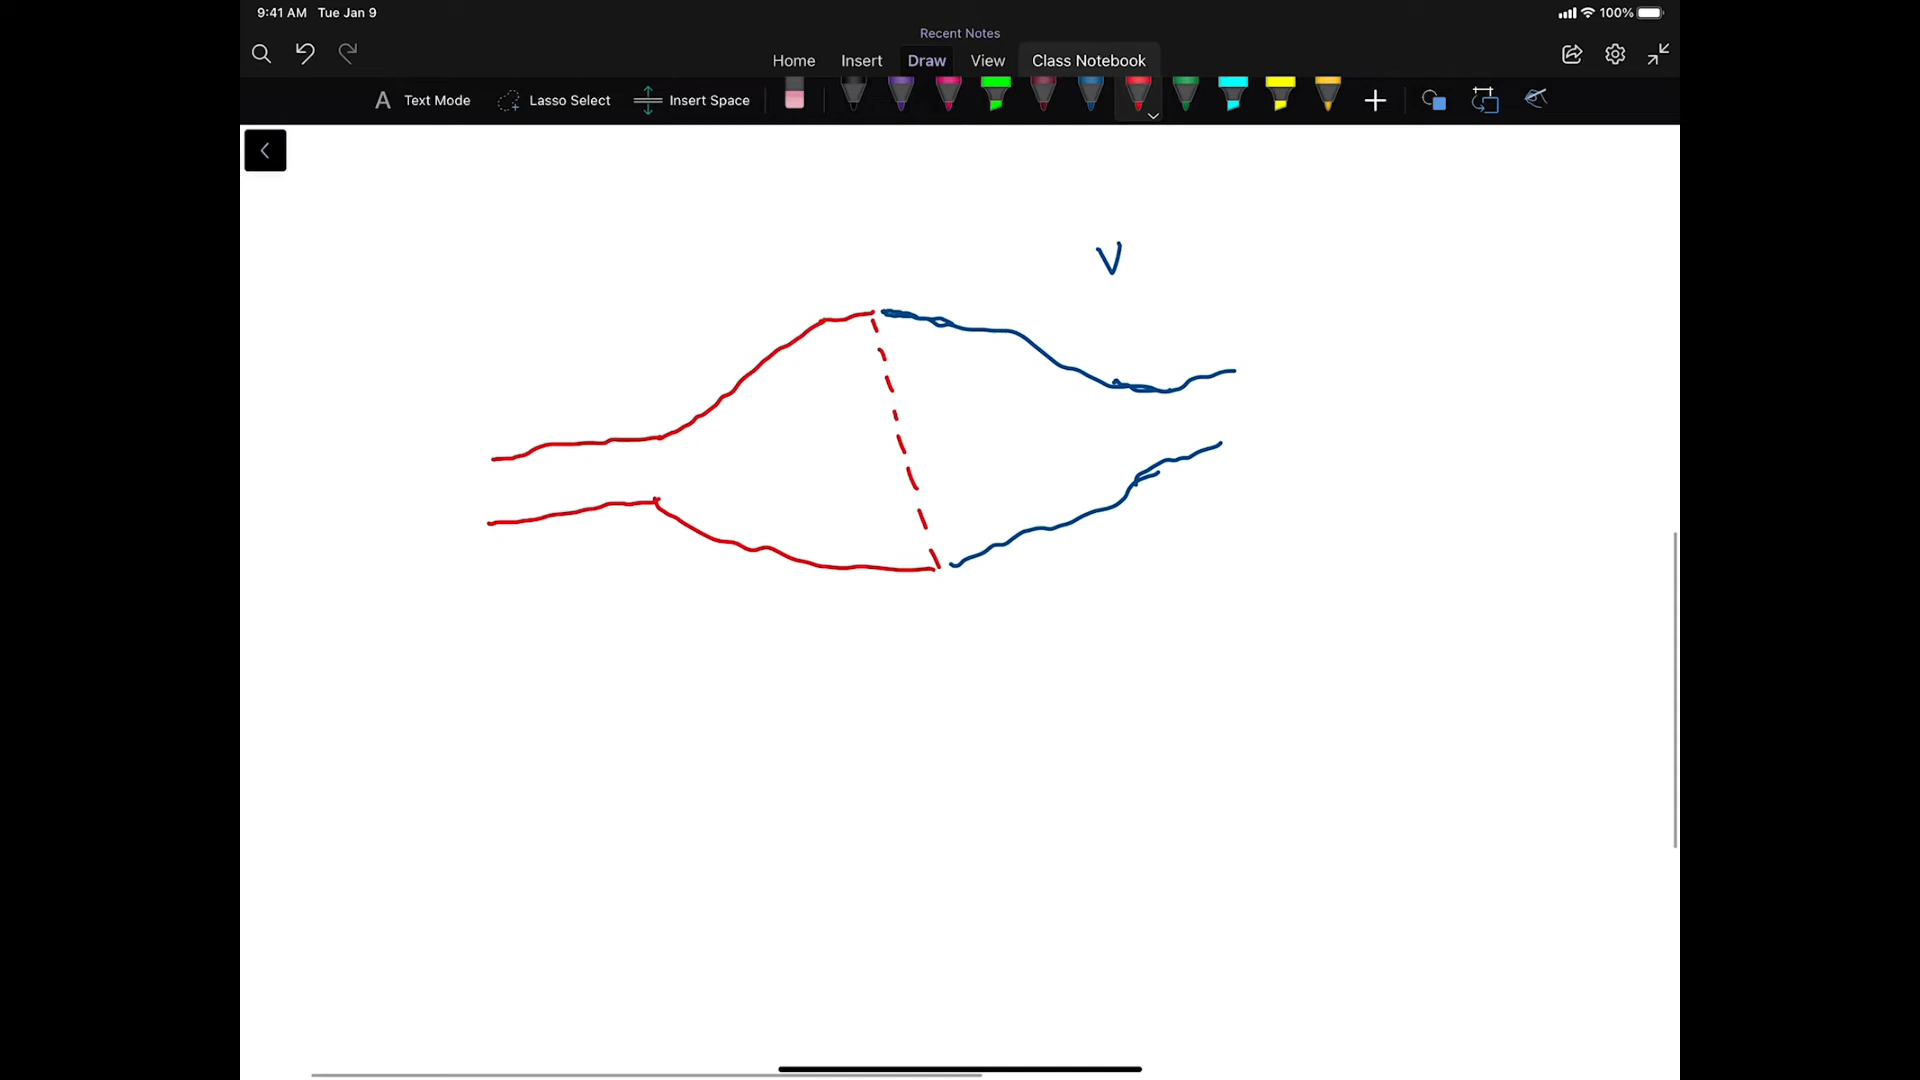 9:41 AM Tue Jan 9 100%
Recent Notes
Home Insert Draw View Class Notebook
A Text Mode Lasso Select Insert Space
V